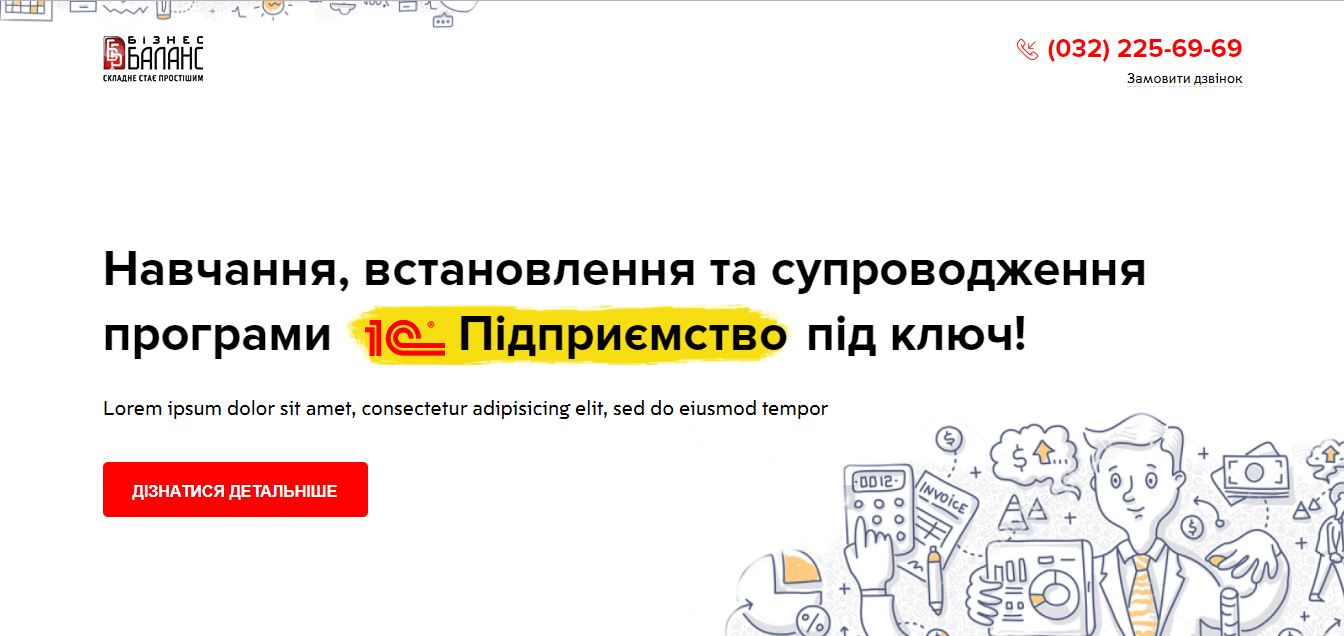 БІЗНЕС
БАЛАНС
СКЛАДНЕ СТАЄ ПРОСТІШИМ
(032) 225-69-69
Замовити дзвінок
Навчання, встановлення та супроводження
програми 1С® Підприємство під ключ!
Lorem ipsum dolor sit amet, consectetur adipisicing elit, sed do eiusmod tempor
ДІЗНАТИСЯ ДЕТАЛЬНІШЕ
0012
INVOICE